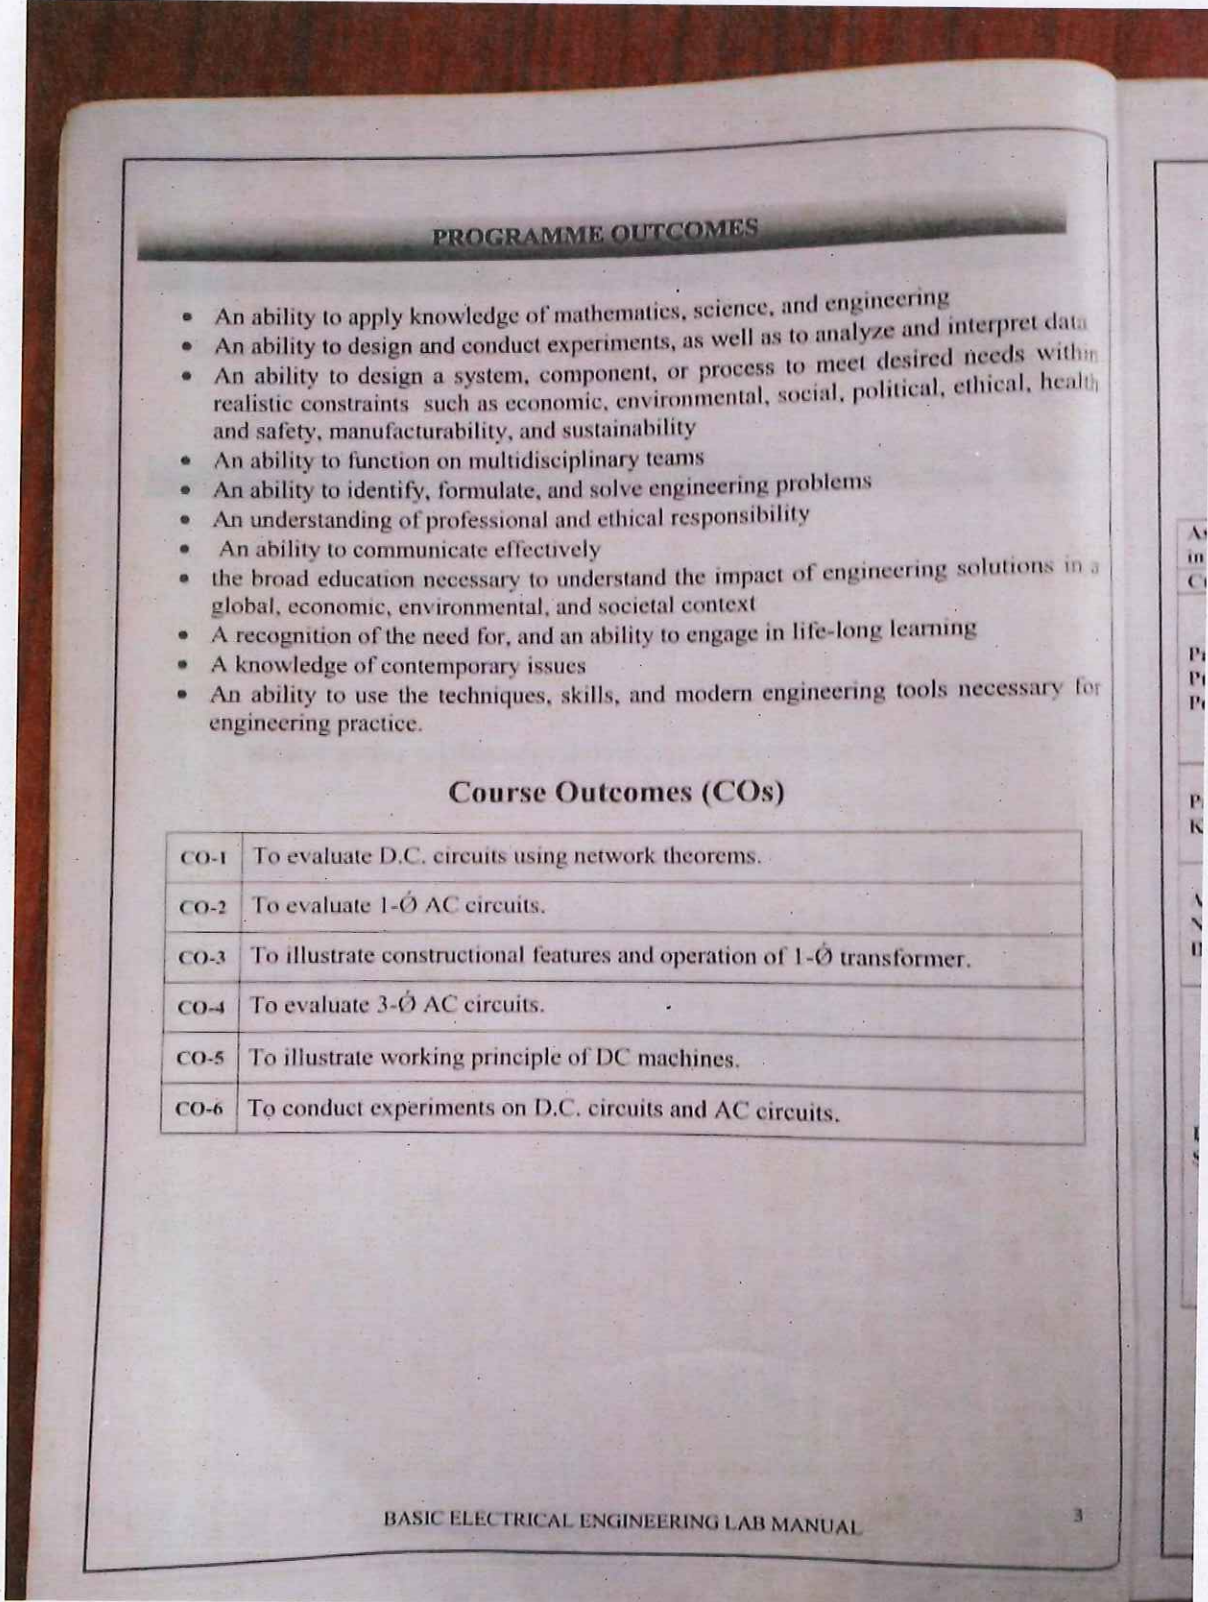 PROGRAMME OUTCOMES
• An ability to apply knowledge of mathematics, science, and engineering
• An ability to design and conduct experiments, as well as to analyze and interpret data
• An ability to design a system, component, or process to meet desired needs within
realistic constraints such as economic, environmental, social, political, ethical, health
and safety, manufacturability, and sustainability
• An ability to function on multidisciplinary teams
• An ability to identify, formulate, and solve engineering problems
• An understanding of professional and ethical responsibility
• An ability to communicate effectively
• the broad education necessary to understand the impact of engineering solutions in a
global, economic, environmental, and societal context
• A recognition of the need for, and an ability to engage in life-long learning
• A knowledge of contemporary issues
• An ability to use the techniques, skills, and modern engineering tools necessary for
engineering practice.
Course Outcomes (COs)
CO-1 To evaluate D.C. circuits using network theorems.
CO-2 To evaluate 1-Ǿ AC circuits.
CO-3 To illustrate constructional features and operation of 1-Ǿ transformer.
CO-4 To evaluate 3-Ǿ AC circuits.
CO-5 To illustrate working principle of DC machines.
CO-6 To conduct experiments on D.C. circuits and AC circuits.
BASIC ELECTRICAL ENGINEERING LAB MANUAL 3